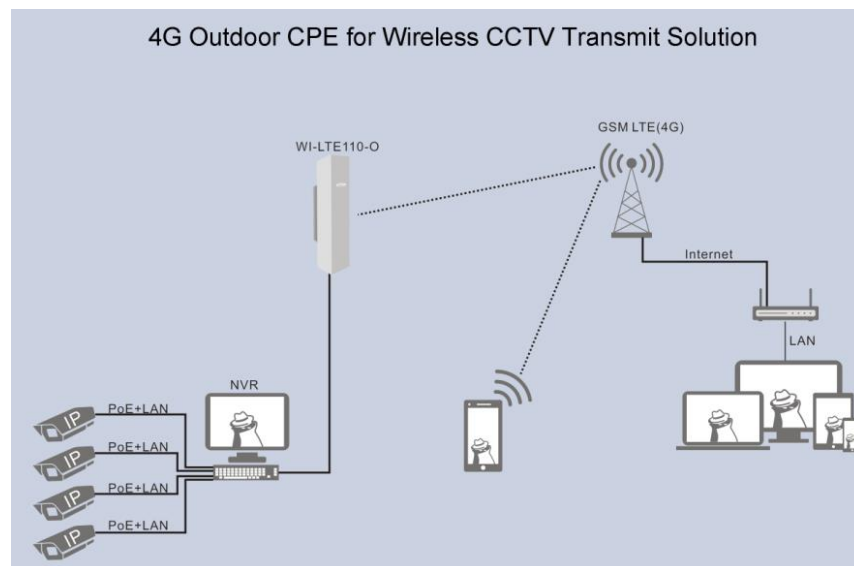 4G Outdoor CPE for Wireless CCTV Transmit Solution
GSM LTE(4G)
WI-LTE110-O
Internet
LAN
NVR
PoE+LAN
IP
PoE+LAN
IP
PoE+LAN
IP
PoE+LAN
IP